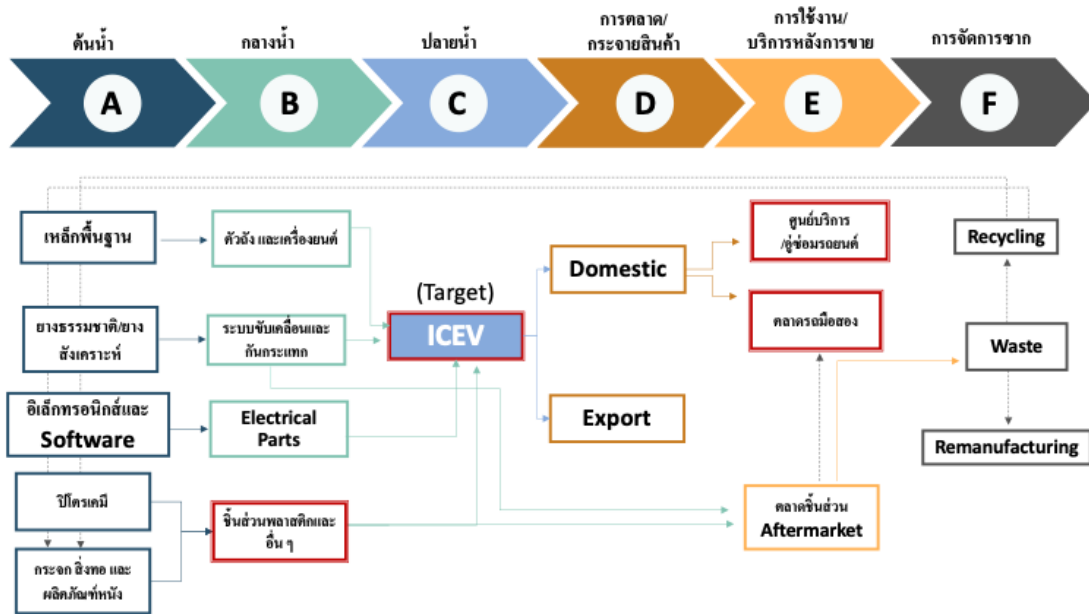 ต้นน้ำ
กลางน้ำ
ปลายน้ำ
การตลาด/
กระจายสินค้า
การใช้งาน/
บริการหลังการขาย
การจัดการซาก
A
B
C
D
E
F
เหล็กพื้นฐาน
ยางธรรมชาติ/ยาง
สังเคราะห์
อิเล็กทรอนิกส์และ
Software
ปิโตรเคมี
กระจก สิ่งทอ และ
ผลิตภัณฑ์หนัง
ตัวถัง และเครื่องยนต์
ระบบขับเคลื่อนและ
กันกระแทก
Electrical
Parts
ชิ้นส่วนพลาสติกและ
อื่น ๆ
(Target)
ICEV
Domestic
Export
ศูนย์บริการ
/อู่ซ่อมรถยนต์
ตลาดรถมือสอง
ตลาดชิ้นส่วน
Aftermarket
Recycling
Waste
Remanufacturing